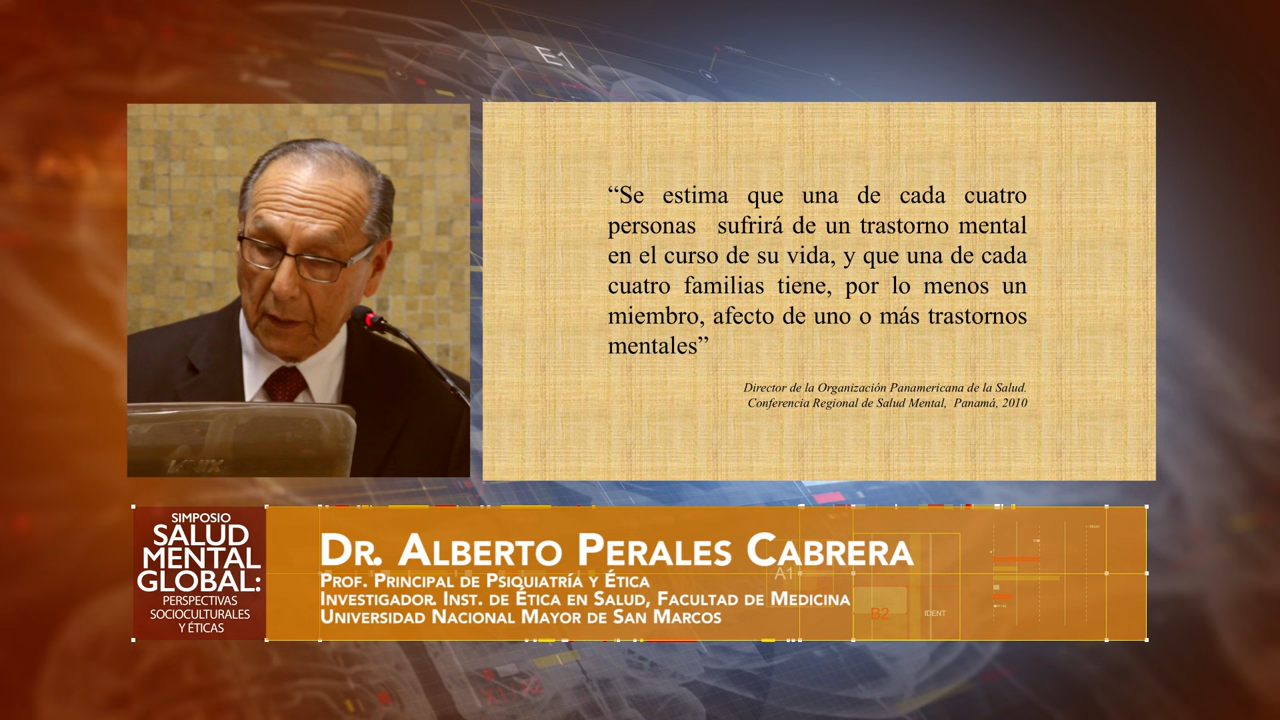 E1
“Se estima que una de cada cuatro
personas sufrirá de un trastorno mental
en el curso de su vida, y que una de cada
cuatro familias tiene, por lo menos un
miembro, afecto de uno o más trastornos
mentales”
Director de la Organización Panamericana de la Salud.
Conferencia Regional de Salud Mental, Panamá, 2010
LANIX
SIMPOSIO
SALUD
MENTAL
GLOBAL:
PERSPECTIVAS
SOCIOCULTURALES
Y ÉTICAS
DR. ALBERTO PERALES CABRERA
PROF. PRINCIPAL DE PSIQUIATRÍA Y ÉTICA
INVESTIGADOR. INST. DE ÉTICA EN SALUD, FACULTAD DE MEDICINA
UNIVERSIDAD NACIONAL MAYOR DE SAN MARCOS
A1
B2
IDENT